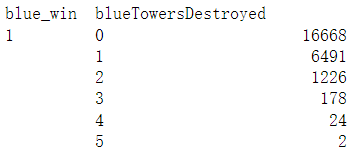 blue_win  blueTowersDestroyed
1         0                      16668
          1                       6491
          2                       1226
          3                        178
          4                         24
          5                          2